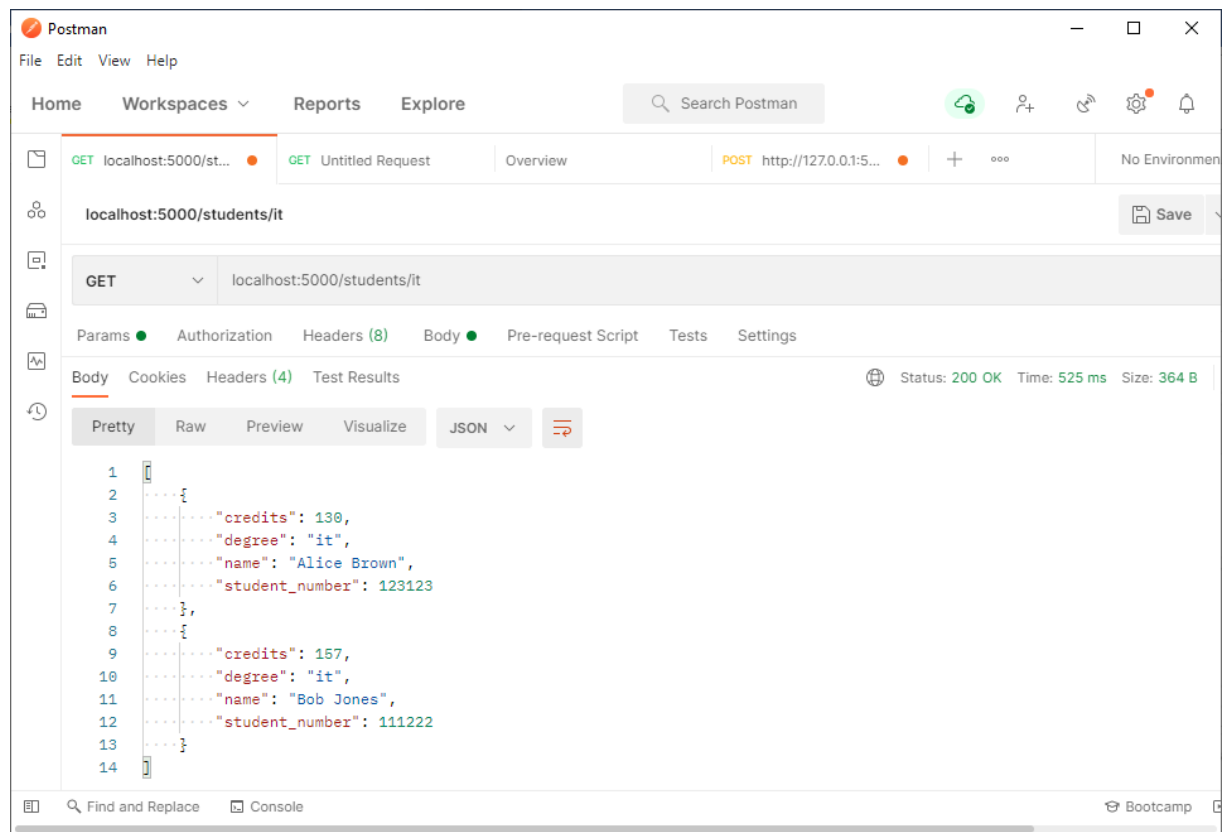 Postman
File Edit View Help
Home Workspaces Reports Explore Search Postman
GET localhost:5000/st... GET Untitled Request Overview POST http://127.0.0.1:5... No Environmen
localhost:5000/students/it Save
GET localhost:5000/students/it
Params Authorization Headers (8) Body Pre-request Script Tests Settings
Body Cookies Headers (4) Test Results Status: 200 OK Time: 525 ms Size: 364 B
Pretty Raw Preview Visualize JSON
1 [
2 {
3 "credits": 130,
4 "degree": "it",
5 "name": "Alice Brown",
6 "student_number": 123123
7 },
8 {
9 "credits": 157,
10 "degree": "it",
11 "name": "Bob Jones",
12 "student_number": 111222
13 }
14 ]
Find and Replace Console Bootcamp